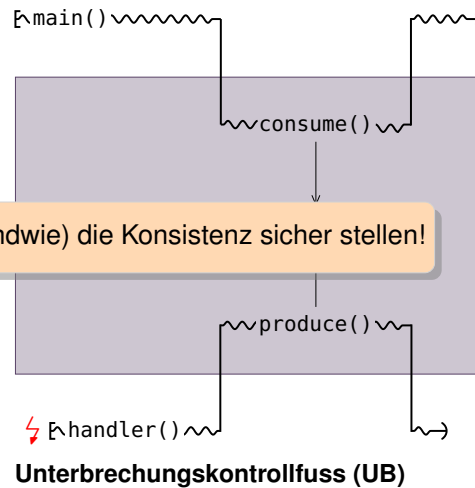 main()
consume()
ndwie) die Konsistenz sicher stellen!
produce()
handler()
Unterbrechungskontrollfuss (UB)